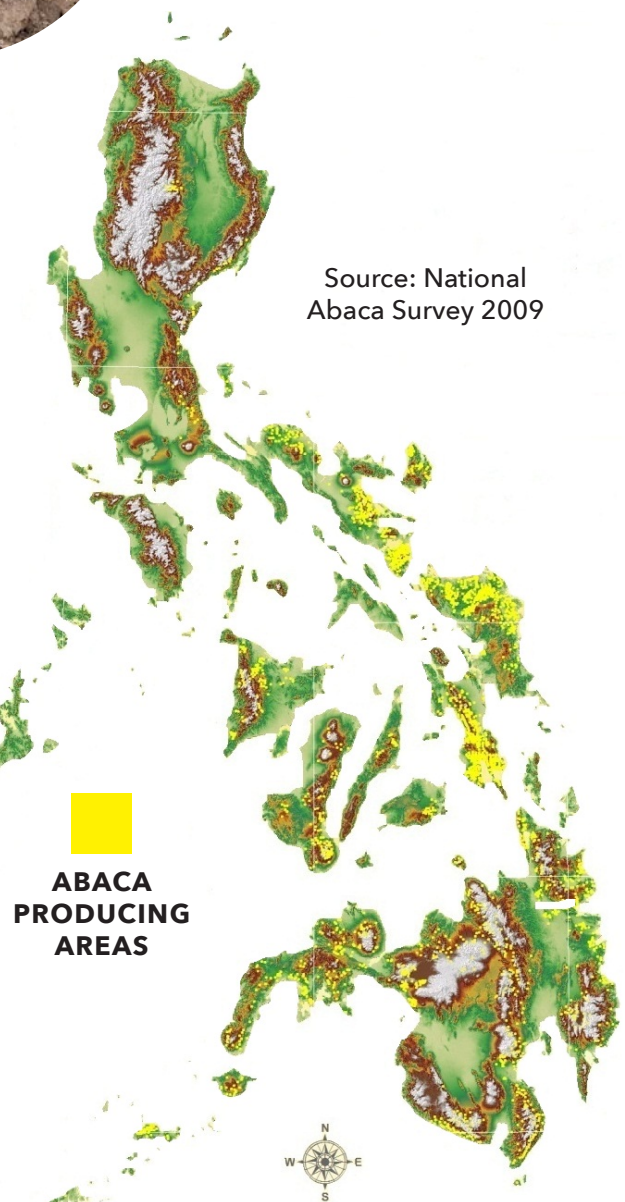 Source: National
Abaca Survey 2009
ABACA
PRODUCING
AREAS
N
W E
S